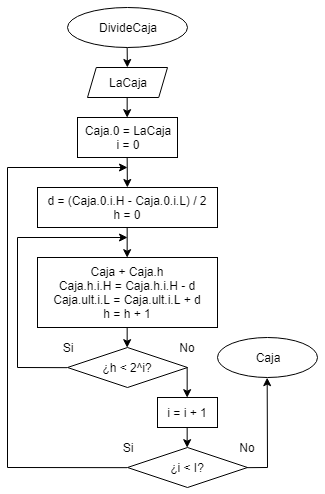 DivideCaja
LaCaja
Caja.0 = LaCaja
i = 0
d = (Caja.0.i.H - Caja.0.i.L) / 2
h = 0
Caja + Caja.h
Caja.h.i.H = Caja.h.i.H - d
Caja.ult.i.L = Caja.ult.i.L + d
h = h + 1
Si
No
¿h < 2^i?
Caja
i = i + 1
Si
No
¿i < I?